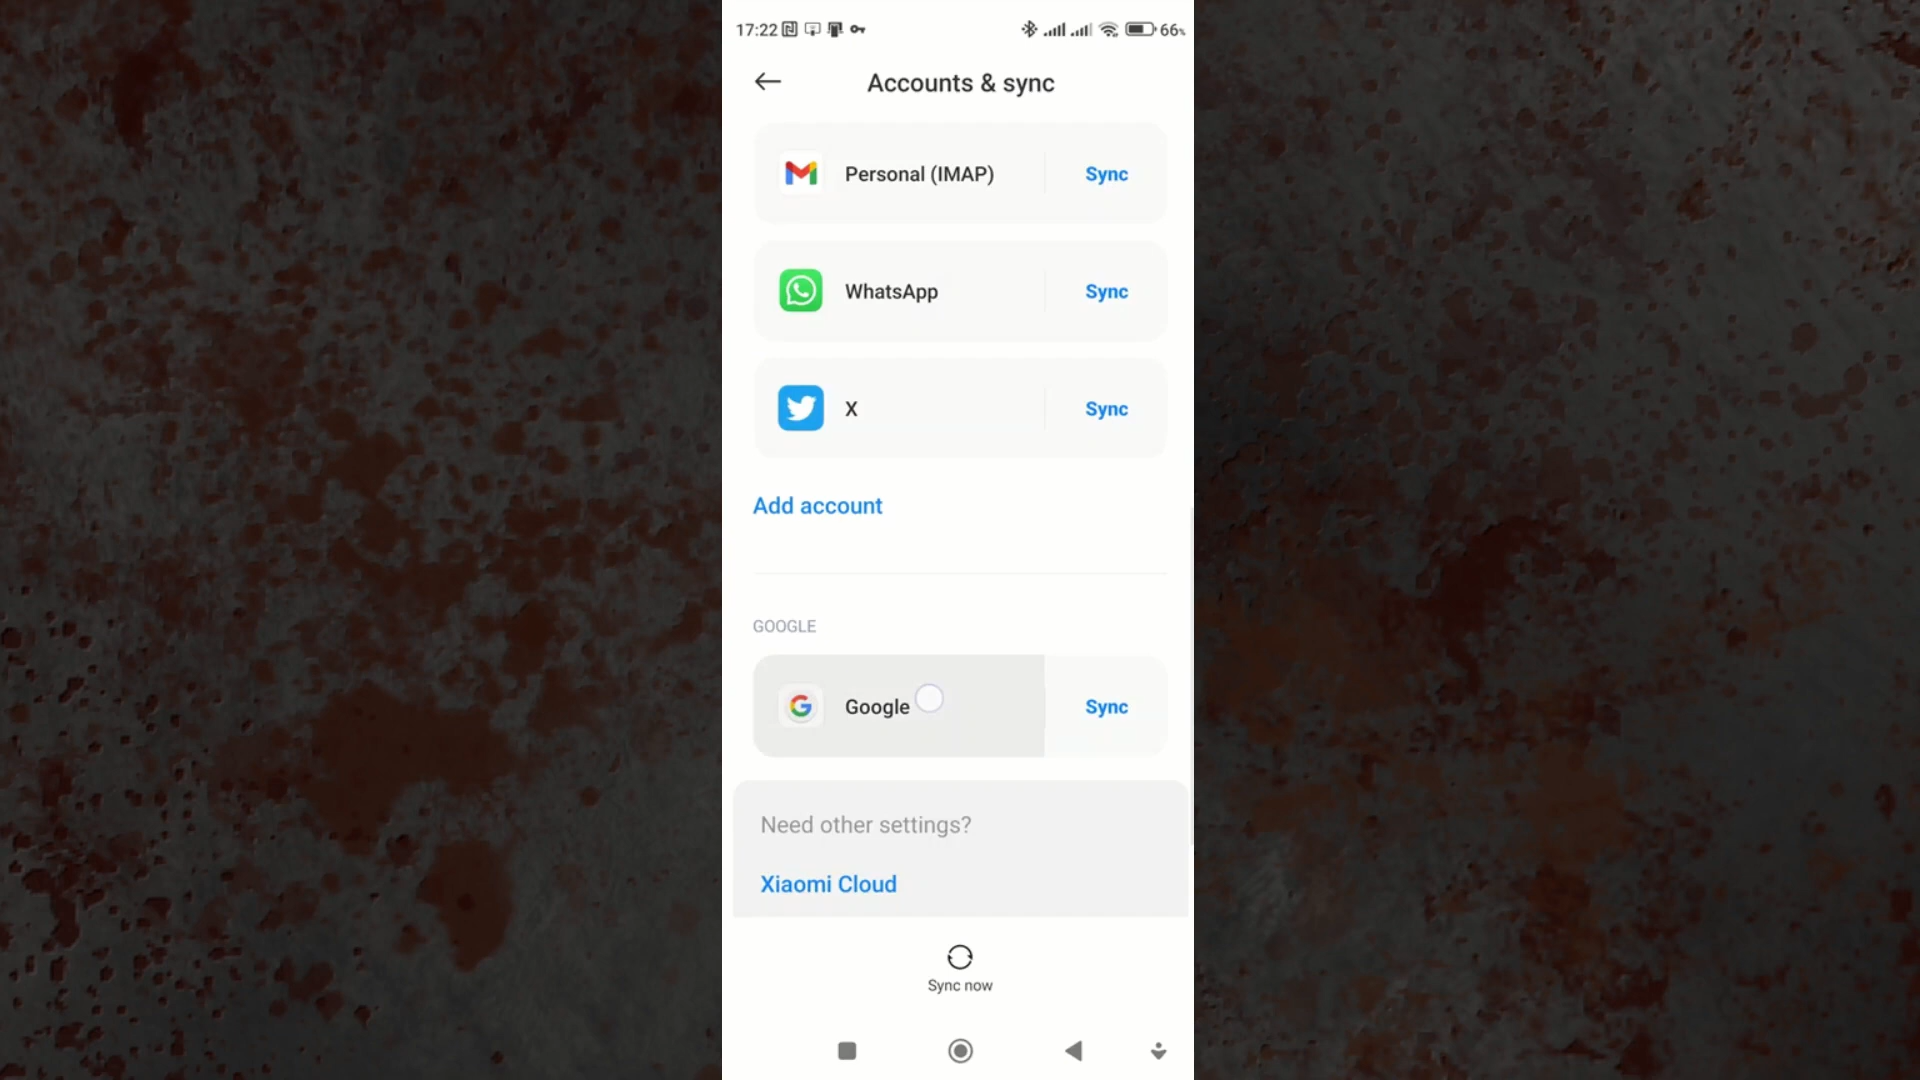 17:22
66%
Accounts & sync
Personal (IMAP)
Sync
WhatsApp
Sync
X
Sync
Add account
GOOGLE
Google
Sync
Need other settings?
Xiaomi Cloud
Sync now